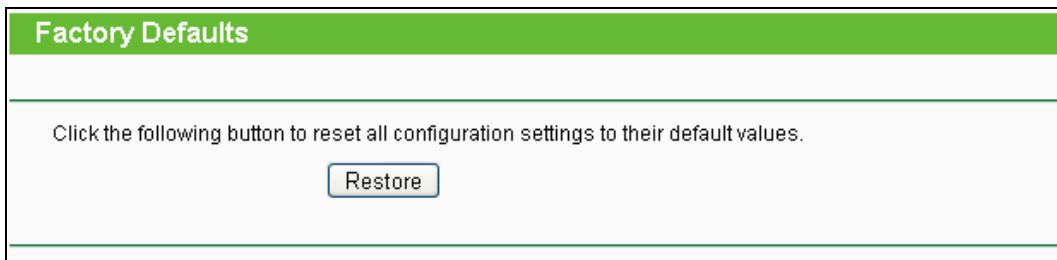 Factory Defaults
Click the following button to reset all configuration settings to their default values.
Restore